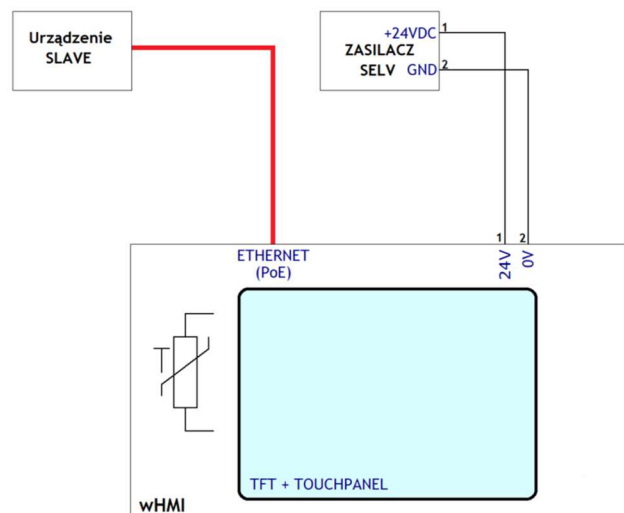 Urządzenie
SLAVE
+24VDC 1
ZASILACZ
SELV GND 2
1 2
ETHERNET
(PoE)
24V
0V
T
TFT + TOUCHPANEL
wHMI